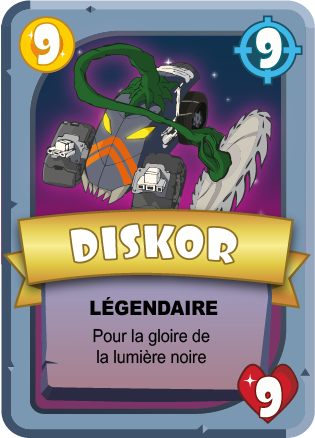 9 9
DISKOR
LÉGENDAIRE
Pour la gloire de
la lumière noire
9